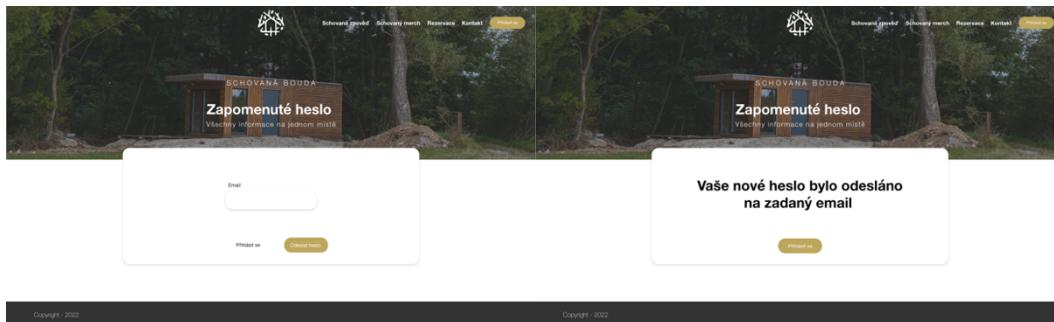 Schovaná zpověď Schovaný merch Rezervace Kontakt Přihlásit se
SCHOVANÁ BOUDA
Zapomenuté heslo
Všechny informace na jednom místě
Email
Přihlásit se Odeslat heslo
Copyright - 2022
Schovaná zpověď Schovaný merch Rezervace Kontakt Přihlásit se
SCHOVANÁ BOUDA
Zapomenuté heslo
Všechny informace na jednom místě
Vaše nové heslo bylo odesláno
na zadaný email
Přihlásit se
Copyright - 2022